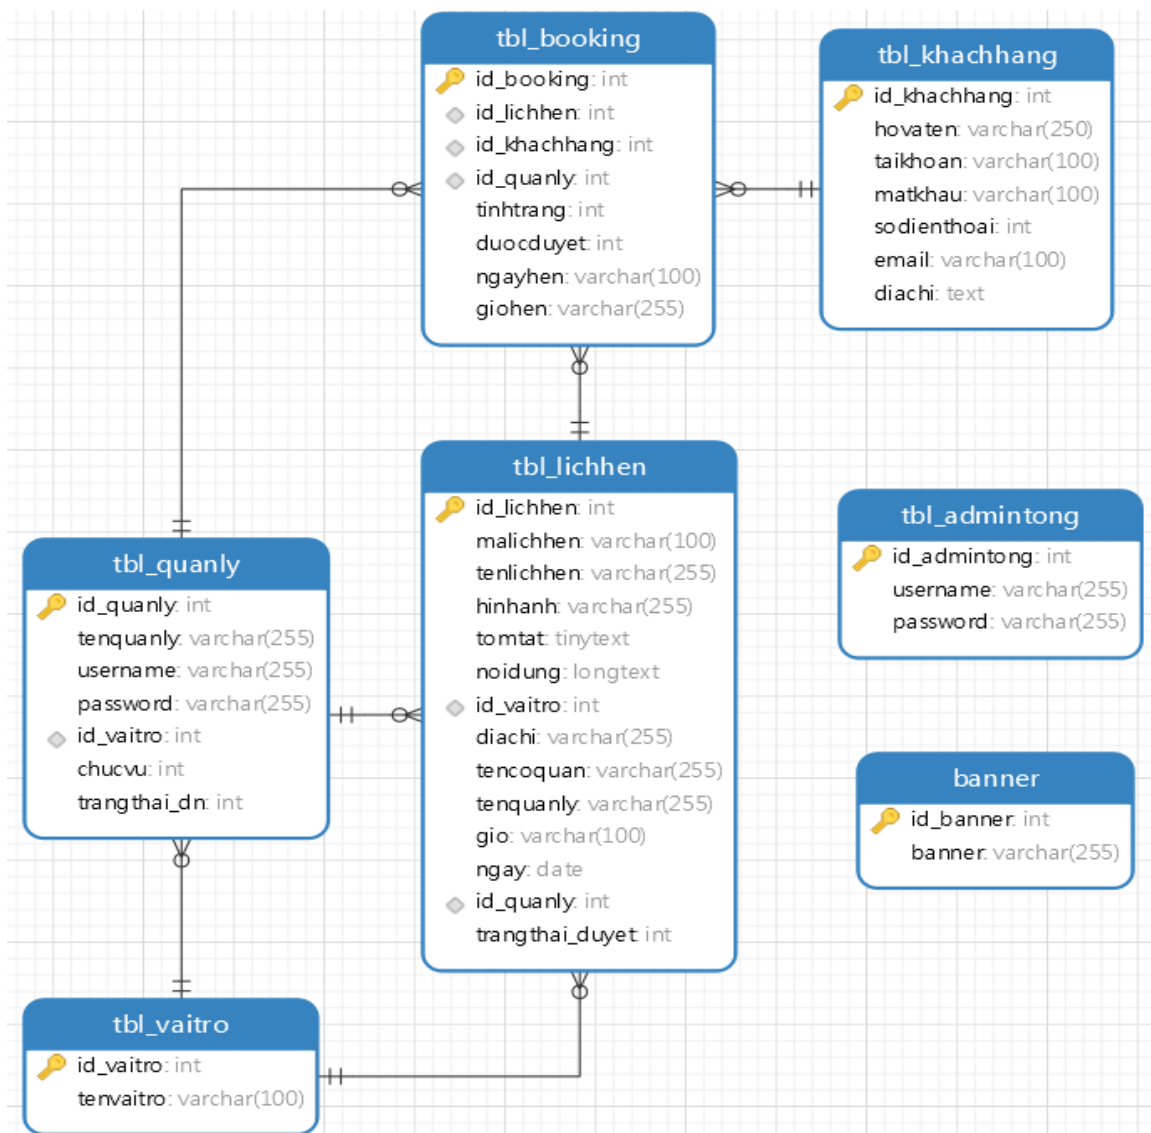 tbl_booking
id_booking: int
id_lichhen: int
id_khachhang: int
id_quanly: int
tinhtrang: int
duocduyet: int
ngayhen: varchar(100)
giohen: varchar(255)
tbl_khachhang
id_khachhang: int
hovaten: varchar(250)
taikhoan: varchar(100)
matkhau: varchar(100)
sodienthoai: int
email: varchar(100)
diachi: text
tbl_lichhen
id_lichhen: int
malichhen: varchar(100)
tenlichhen: varchar(255)
hinhanh: varchar(255)
tomtat: tinytext
noidung: longtext
id_vaitro: int
diachi: varchar(255)
tencoquan: varchar(255)
tenquanly: varchar(255)
gio: varchar(100)
ngay: date
id_quanly: int
trangthai_duyet: int
tbl_admintong
id_admintong: int
username: varchar(255)
password: varchar(255)
tbl_quanly
id_quanly: int
tenquanly: varchar(255)
username: varchar(255)
password: varchar(255)
id_vaitro: int
chucvu: int
trangthai_dn: int
banner
id_banner: int
banner: varchar(255)
tbl_vaitro
id_vaitro: int
tenvaitro: varchar(100)